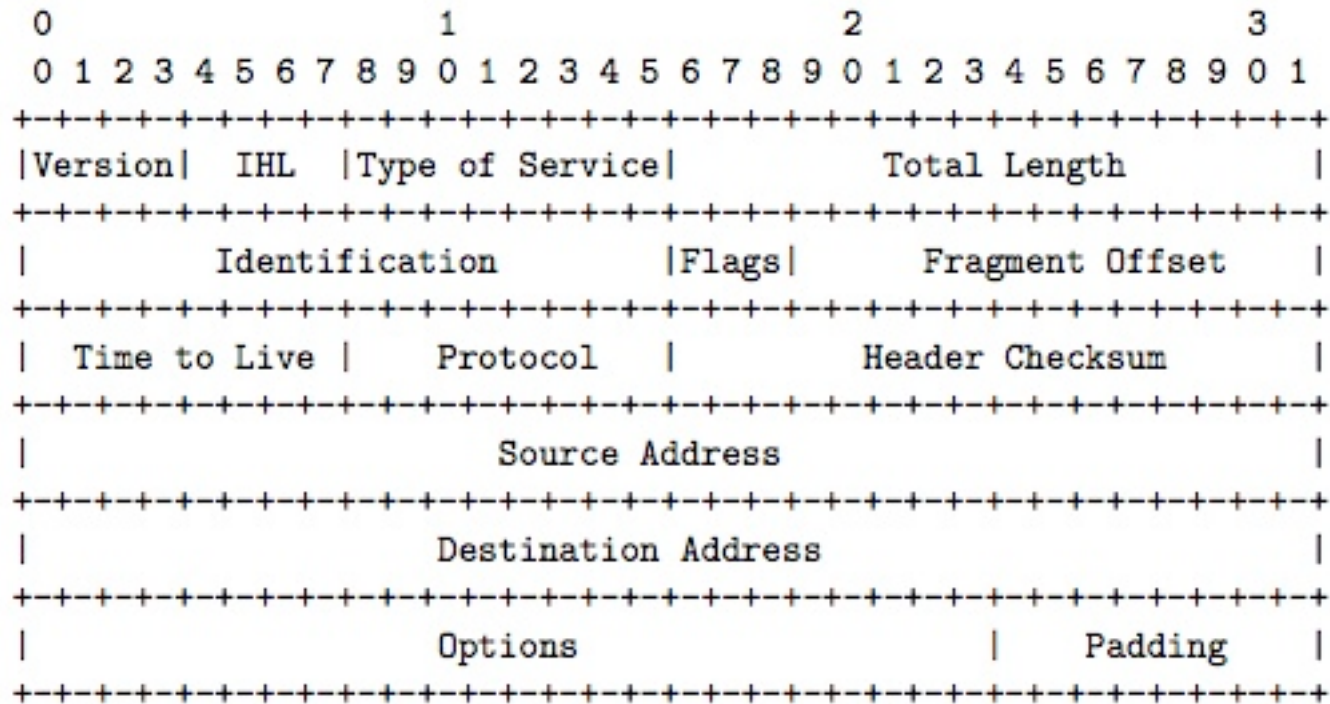 0                   1                   2                   3
 0 1 2 3 4 5 6 7 8 9 0 1 2 3 4 5 6 7 8 9 0 1 2 3 4 5 6 7 8 9 0 1
+-+-+-+-+-+-+-+-+-+-+-+-+-+-+-+-+-+-+-+-+-+-+-+-+-+-+-+-+-+-+-+-+
|Version|  IHL  |Type of Service|          Total Length         |
+-+-+-+-+-+-+-+-+-+-+-+-+-+-+-+-+-+-+-+-+-+-+-+-+-+-+-+-+-+-+-+-+
|         Identification        |Flags|      Fragment Offset    |
+-+-+-+-+-+-+-+-+-+-+-+-+-+-+-+-+-+-+-+-+-+-+-+-+-+-+-+-+-+-+-+-+
|  Time to Live |    Protocol   |         Header Checksum       |
+-+-+-+-+-+-+-+-+-+-+-+-+-+-+-+-+-+-+-+-+-+-+-+-+-+-+-+-+-+-+-+-+
|                       Source Address                          |
+-+-+-+-+-+-+-+-+-+-+-+-+-+-+-+-+-+-+-+-+-+-+-+-+-+-+-+-+-+-+-+-+
|                    Destination Address                        |
+-+-+-+-+-+-+-+-+-+-+-+-+-+-+-+-+-+-+-+-+-+-+-+-+-+-+-+-+-+-+-+-+
|                    Options                    |    Padding    |
+-+-+-+-+-+-+-+-+-+-+-+-+-+-+-+-+-+-+-+-+-+-+-+-+-+-+-+-+-+-+-+-+